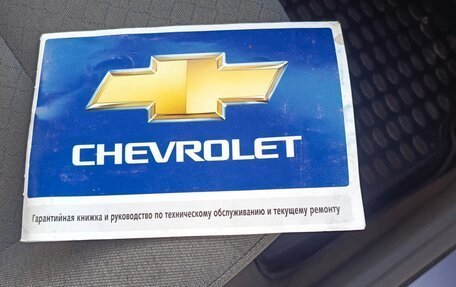 CHEVROLET
Гарантийная книжка и руководство по техническому обслуживанию и текущему ремонту